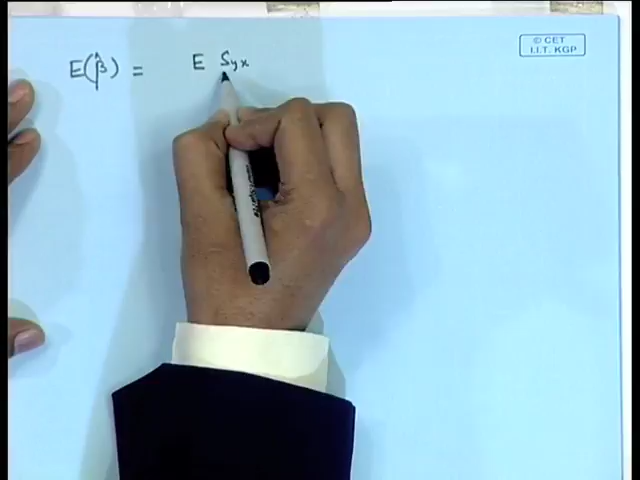 E(β̂) = E Syx
© CET
I.I.T. KGP